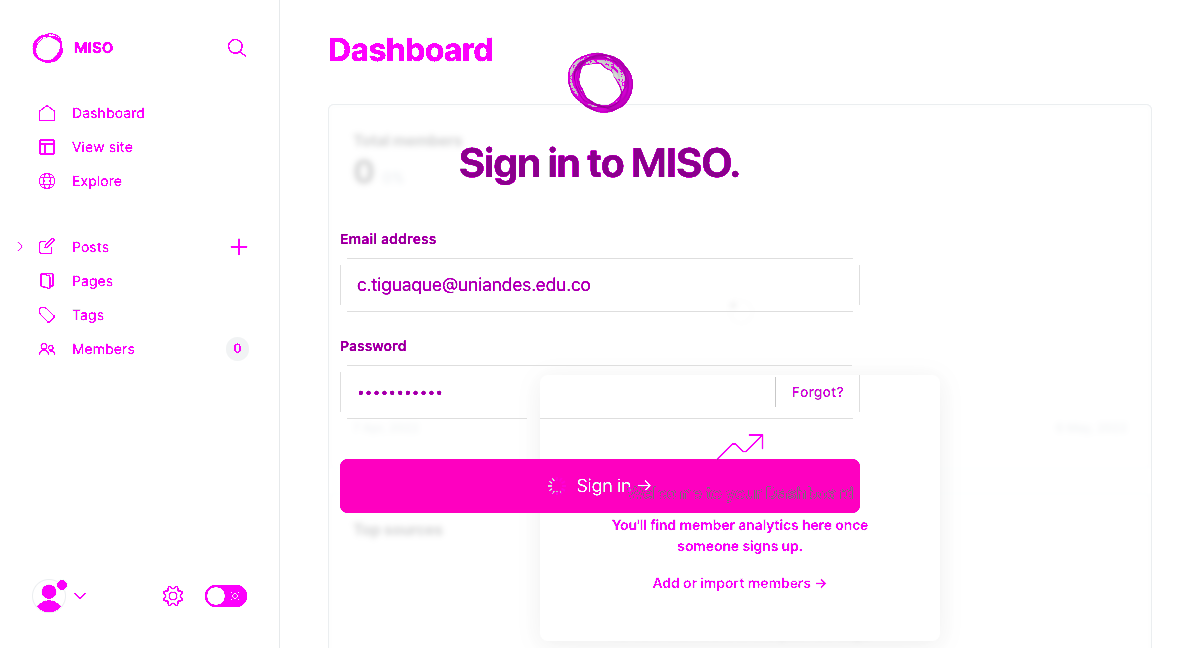 MISO
Dashboard
View site
Explore
Posts
Pages
Tags
Members 0
Dashboard
Total members
0
Sign in to MISO.
Email address
c.tiguaque@uniandes.edu.co
Password
•••••••••••
Forgot?
Sign in →
your Dashboard
Top sources
You'll find member analytics here once
someone signs up.
Add or import members →